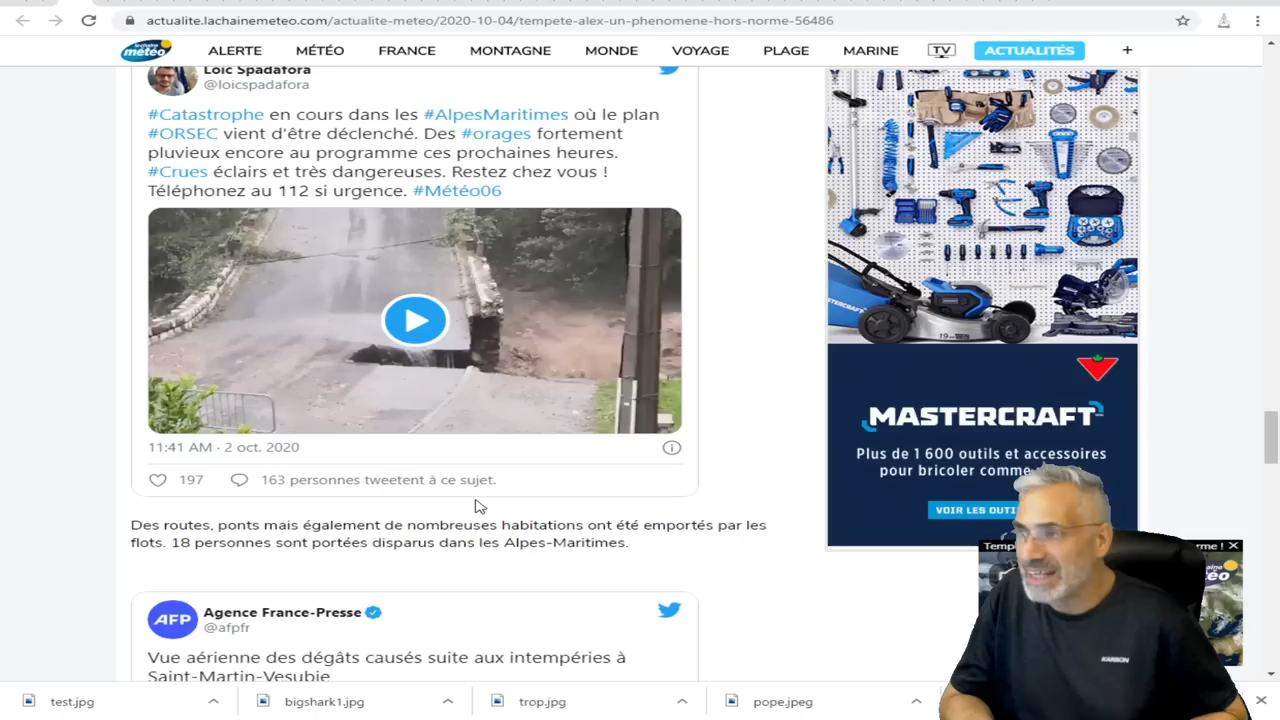 actualite.lachainemeteo.com/actualite-meteo/2020-10-04/tempete-alex-un-phenomene-hors-norme-56486
la chaîne
météo
ALERTE MÉTÉO FRANCE MONTAGNE MONDE VOYAGE PLAGE MARINE TV ACTUALITÉS +
Loïc Spadafora
@loicspadafora
#Catastrophe en cours dans les #AlpesMaritimes où le plan
#ORSEC vient d'être déclenché. Des #orages fortement
pluvieux encore au programme ces prochaines heures.
#Crues éclairs et très dangereuses. Restez chez vous !
Téléphonez au 112 si urgence. #Météo06
11:41 AM · 2 oct. 2020
197 163 personnes tweetent à ce sujet.
Des routes, ponts mais également de nombreuses habitations ont été emportés par les
flots. 18 personnes sont portées disparus dans les Alpes-Maritimes.
AFP Agence France-Presse
@afpfr
Vue aérienne des dégâts causés suite aux intempéries à
Saint-Martin-Vesubie
MASTERCRAFT
Plus de 1 600 outils et accessoires
pour bricoler comme
VOIR LES
KARBON
test.jpg bigshark1.jpg trop.jpg pope.jpeg